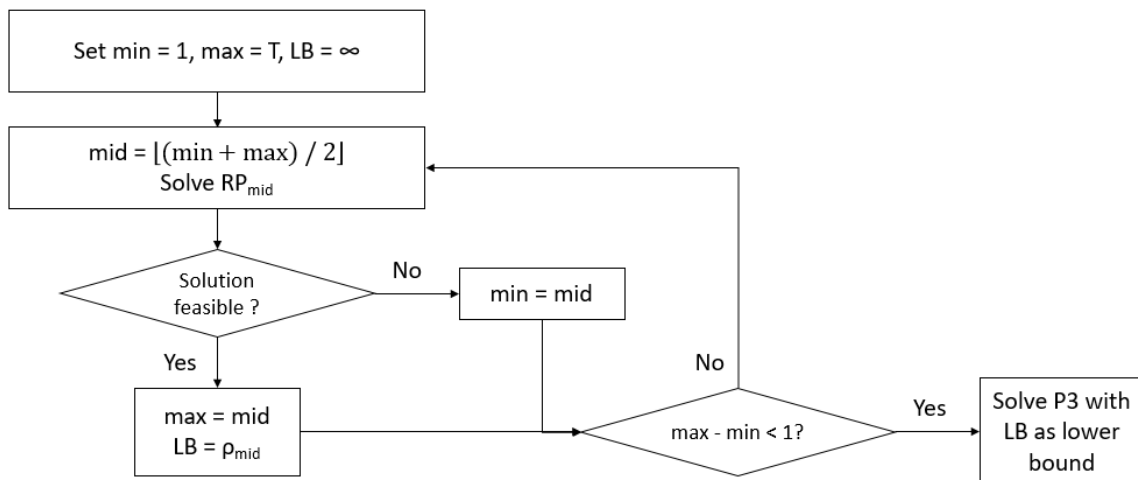 Set min = 1, max = T, LB = ∞
mid = ⌊(min + max) / 2⌋
Solve RPmid
Solution
feasible ?
No
min = mid
Yes
max = mid
LB = ρmid
No
max - min < 1?
Yes
Solve P3 with
LB as lower
bound